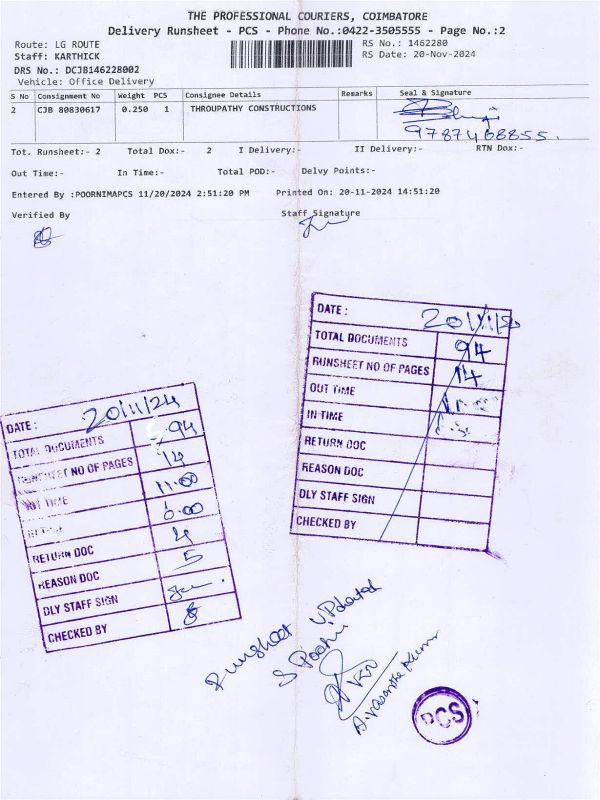 THE PROFESSIONAL COURIERS, COIMBATORE
Delivery Runsheet - PCS - Phone No.:0422-3505555 - Page No.:2
Route: LG ROUTE
RS No.: 1462280
Staff: KARTHICK
RS Date: 20-Nov-2024
DRS No.: DCJB146228002
Vehicle: Office Delivery
S No Consignment No Weight PCS Consignee Details Remarks Seal & Signature
2 CJB 80830617 0.250 1 THROUPATHY CONSTRUCTIONS
9787468855.
Tot. Runsheet:- 2 Total Dox:- 2 I Delivery:- II Delivery:- RTN Dox:-
Out Time:- In Time:- Total POD:- Delvy Points:-
Entered By :POORNIMAPCS 11/20/2024 2:51:20 PM Printed On: 20-11-2024 14:51:20
Verified By Staff Signature
DATE : 20/11/2
TOTAL DOCUMENTS 94
RUNSHEET NO OF PAGES 14
OUT TIME
IN TIME
RETURN DOC
REASON DOC
DLY STAFF SIGN
CHECKED BY
DATE : 20/11/24
TOTAL DOCUMENTS 94
RUNSHEET NO OF PAGES 14
OUT TIME 11.00
IN TIME 6.00
RETURN DOC 4
REASON DOC 5
DLY STAFF SIGN
CHECKED BY
Runsheet Updated
PCS